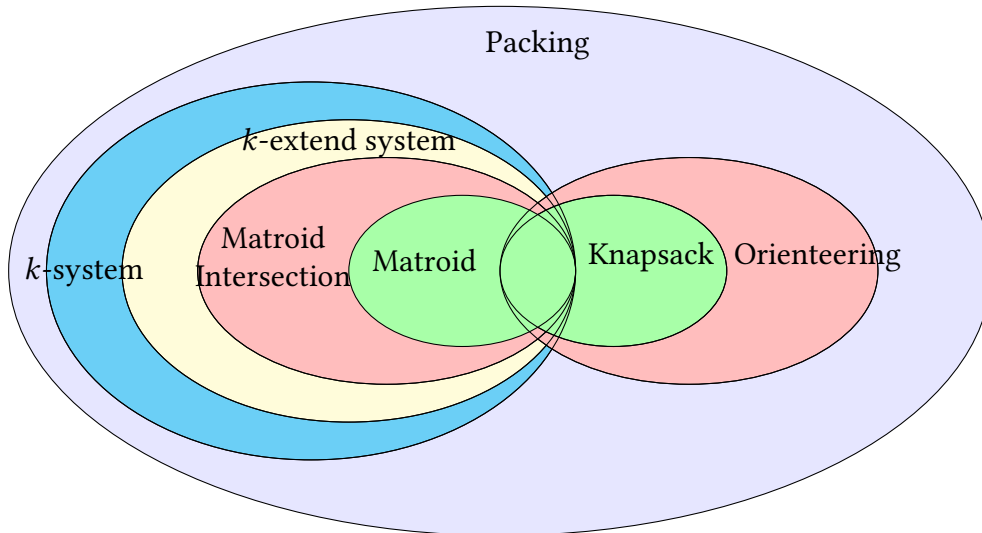 Packing
k-extend system
Matroid
Intersection
k-system
Matroid
Knapsack
Orienteering